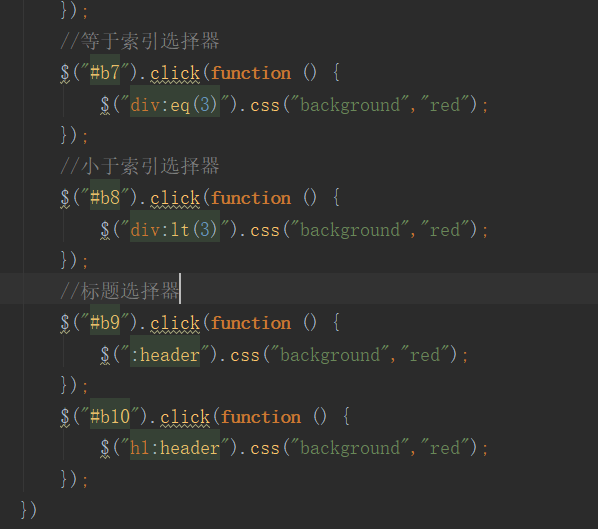 });
//等于索引选择器
$("#b7").click(function () {
$("div:eq(3)").css("background","red");
});
//小于索引选择器
$("#b8").click(function () {
$("div:lt(3)").css("background","red");
});
//标题选择器
$("#b9").click(function () {
$(":header").css("background","red");
});
$("#b10").click(function () {
$("h1:header").css("background","red");
});
})